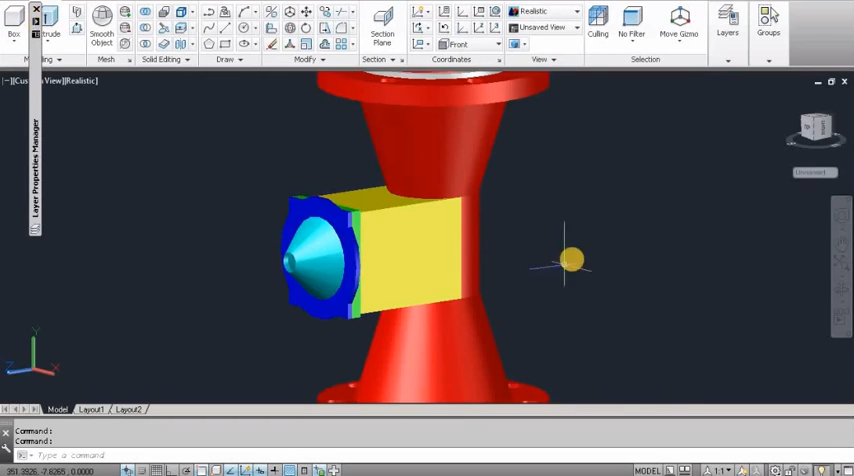 Box
Extrude
Smooth
Object
Section
Plane
Realistic
Unsaved View
Front
Culling
No Filter
Move Gizmo
Layers
Groups
Mesh
Solid Editing
Draw
Modify
Section
Coordinates
View
Selection
[−][Custom View][Realistic]
Layer Properties Manager
Unnamed
Y
Z
X
Model
Layout1
Layout2
Command:
Command:
Type a command
351.3926, -7.8265, 0.0000
MODEL
1:1